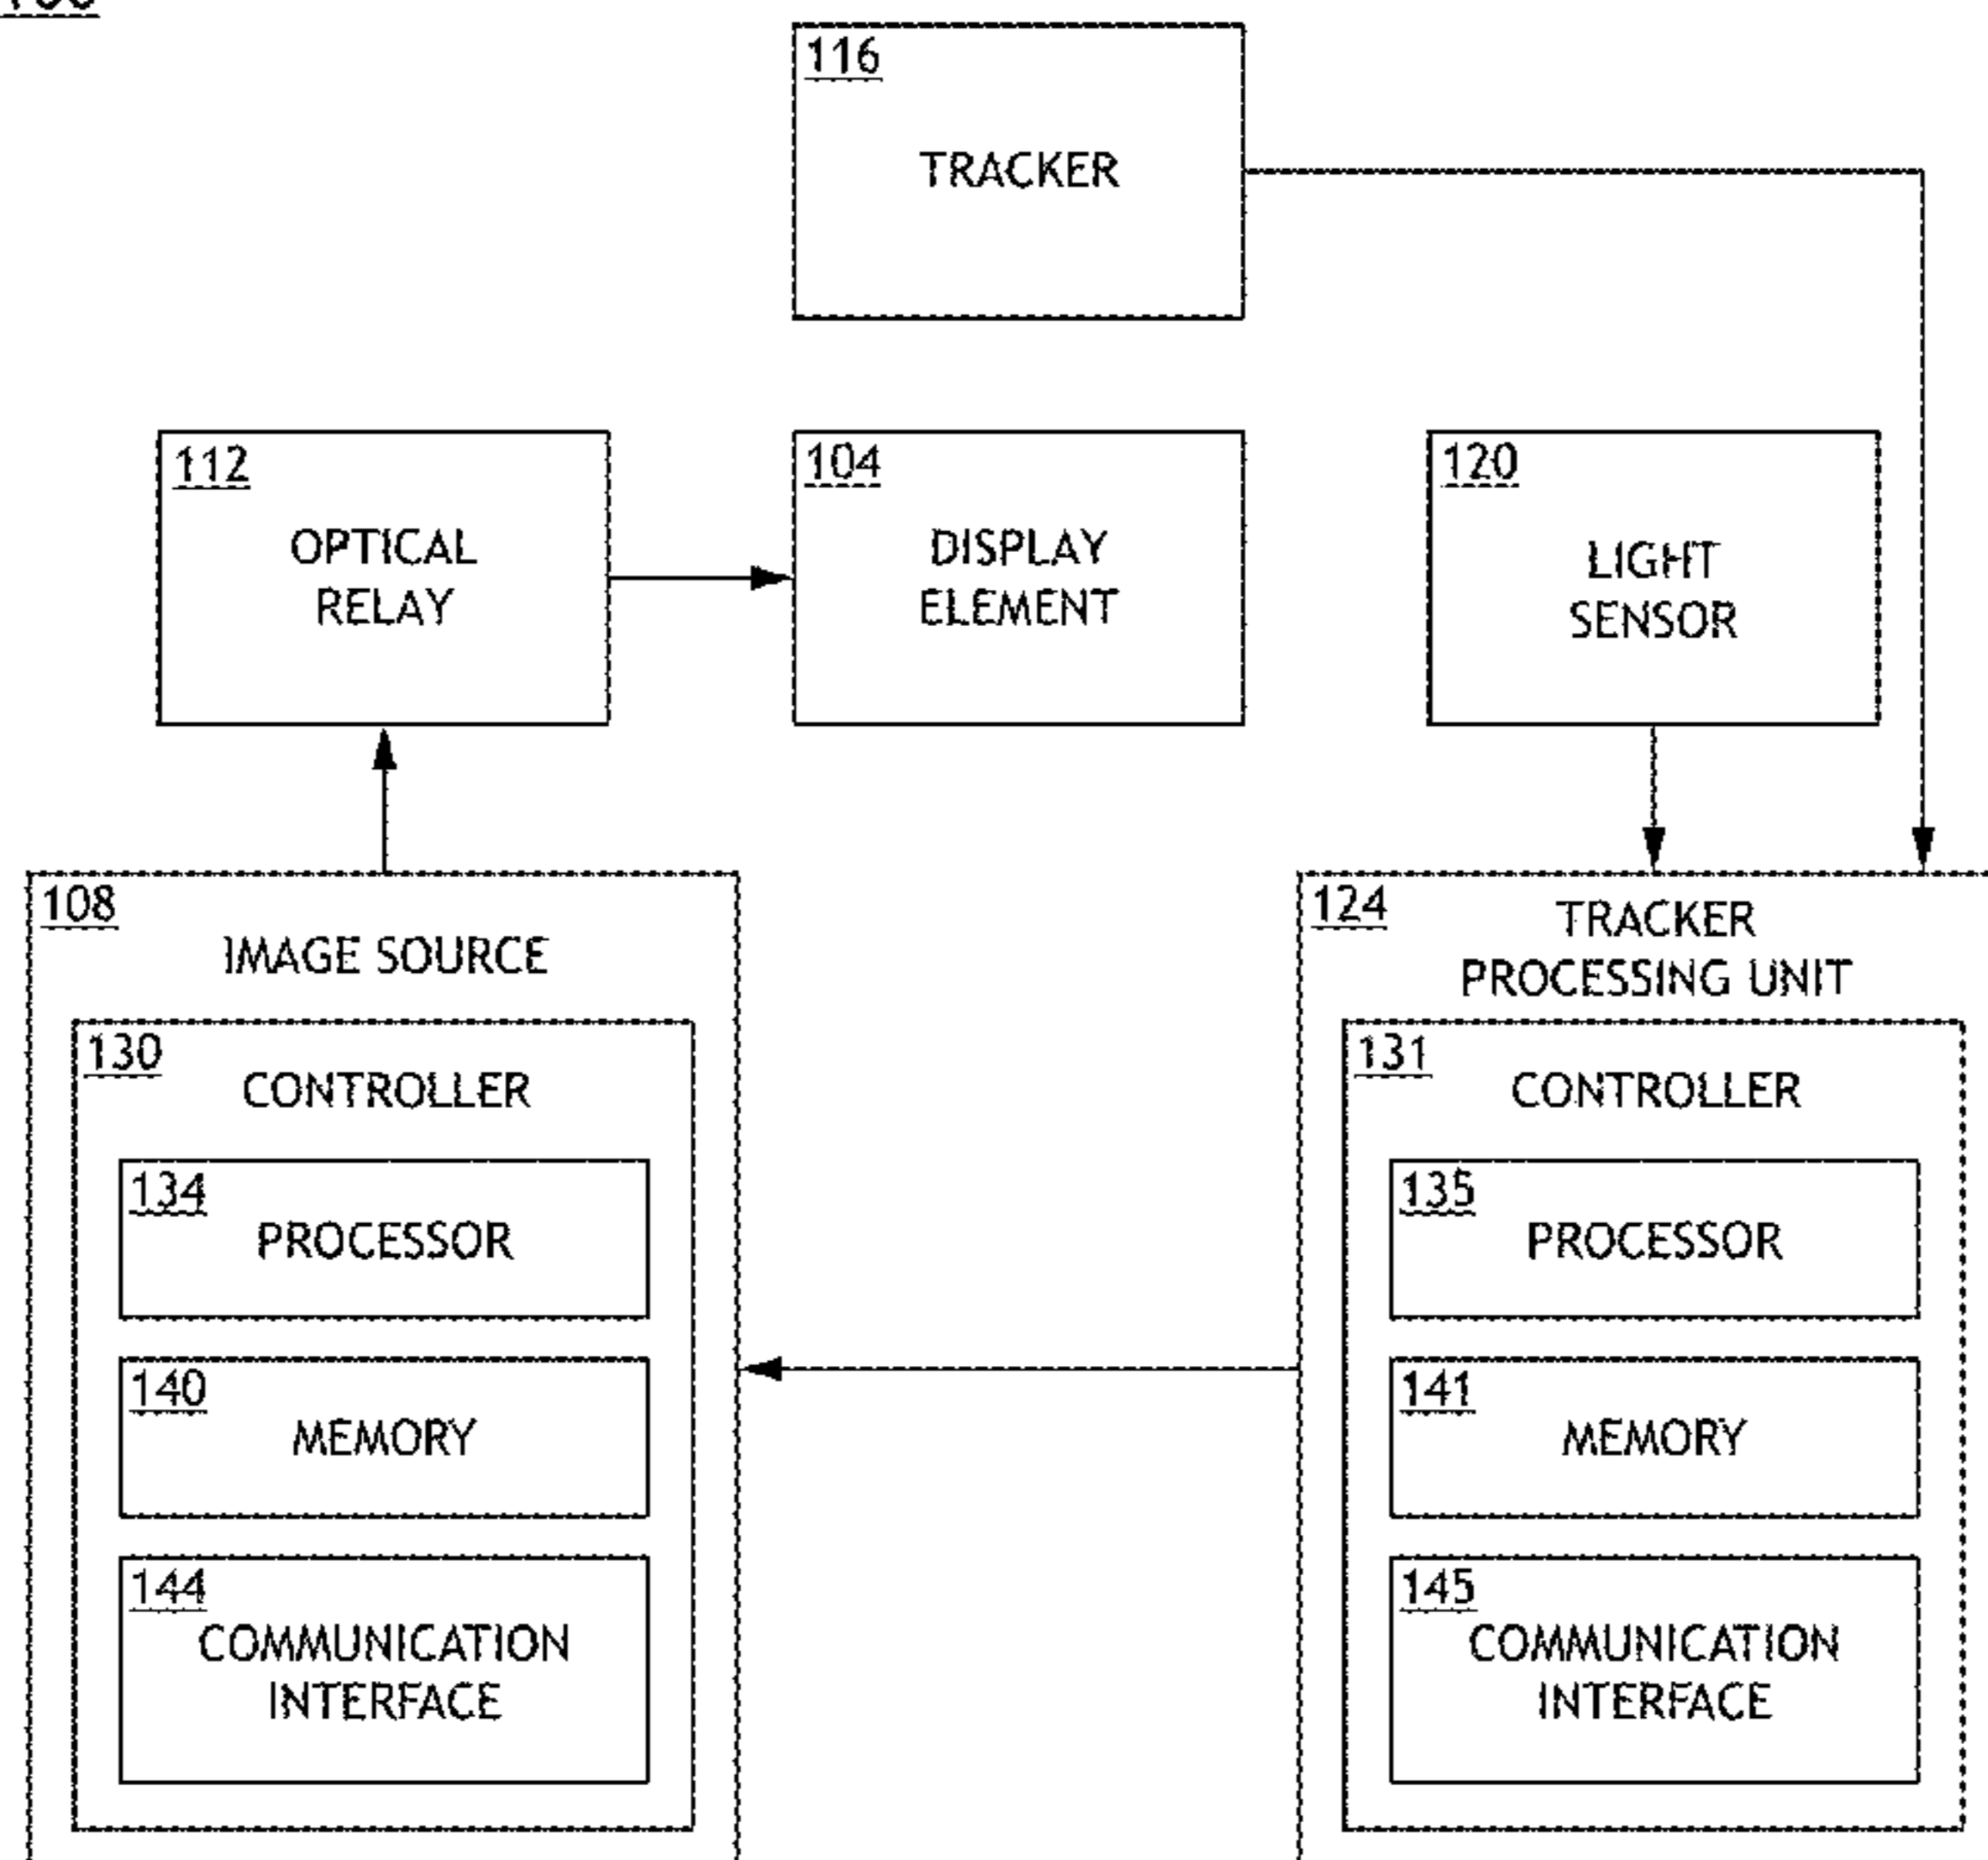 116
TRACKER
112
OPTICAL
RELAY
104
DISPLAY
ELEMENT
120
LIGHT
SENSOR
108
IMAGE SOURCE
130
CONTROLLER
134
PROCESSOR
140
MEMORY
144
COMMUNICATION
INTERFACE
124
TRACKER
PROCESSING UNIT
131
CONTROLLER
135
PROCESSOR
141
MEMORY
145
COMMUNICATION
INTERFACE